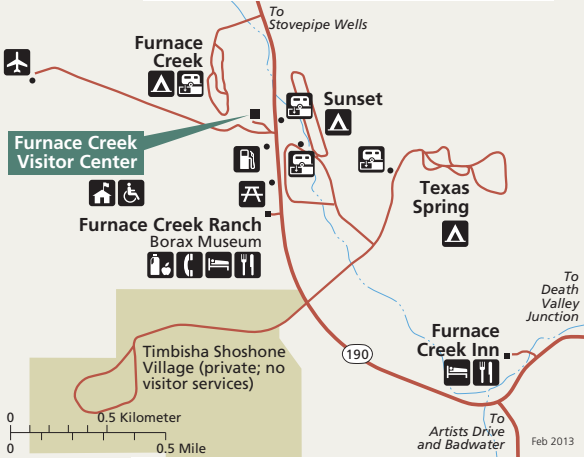 To
Stovepipe Wells
Furnace
Creek
Sunset
Furnace Creek
Visitor Center
Texas
Spring
Furnace Creek Ranch
Borax Museum
To
Death
Valley
Junction
Furnace
Creek Inn
190
Timbisha Shoshone
Village (private; no
visitor services)
0 0.5 Kilometer
0 0.5 Mile
To
Artists Drive
and Badwater
Feb 2013